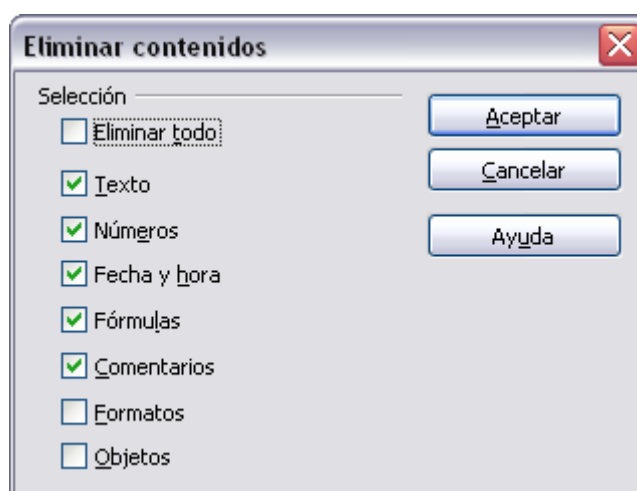 Eliminar contenidos
Selección
Eliminar todo
Texto
Números
Fecha y hora
Fórmulas
Comentarios
Formatos
Objetos
Aceptar
Cancelar
Ayuda